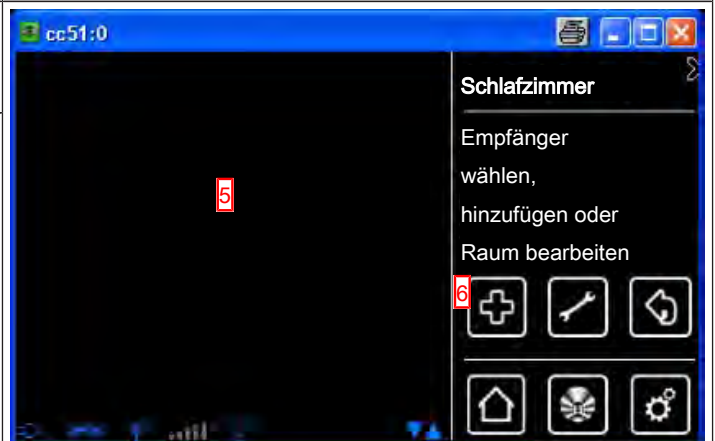 cc51:0
Schlafzimmer
Empfänger
wählen,
hinzufügen oder
Raum bearbeiten
5
6